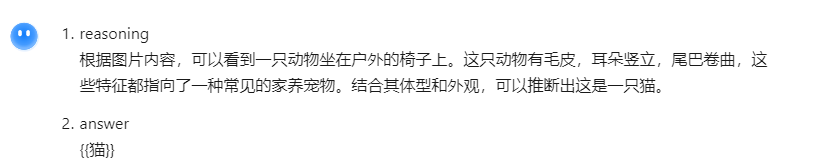 1. reasoning
根据图片内容，可以看到一只动物坐在户外的椅子上。这只动物有毛皮，耳朵竖立，尾巴卷曲，这
些特征都指向了一种常见的家养宠物。结合其体型和外观，可以推断出这是一只猫。
2. answer
{{猫}}